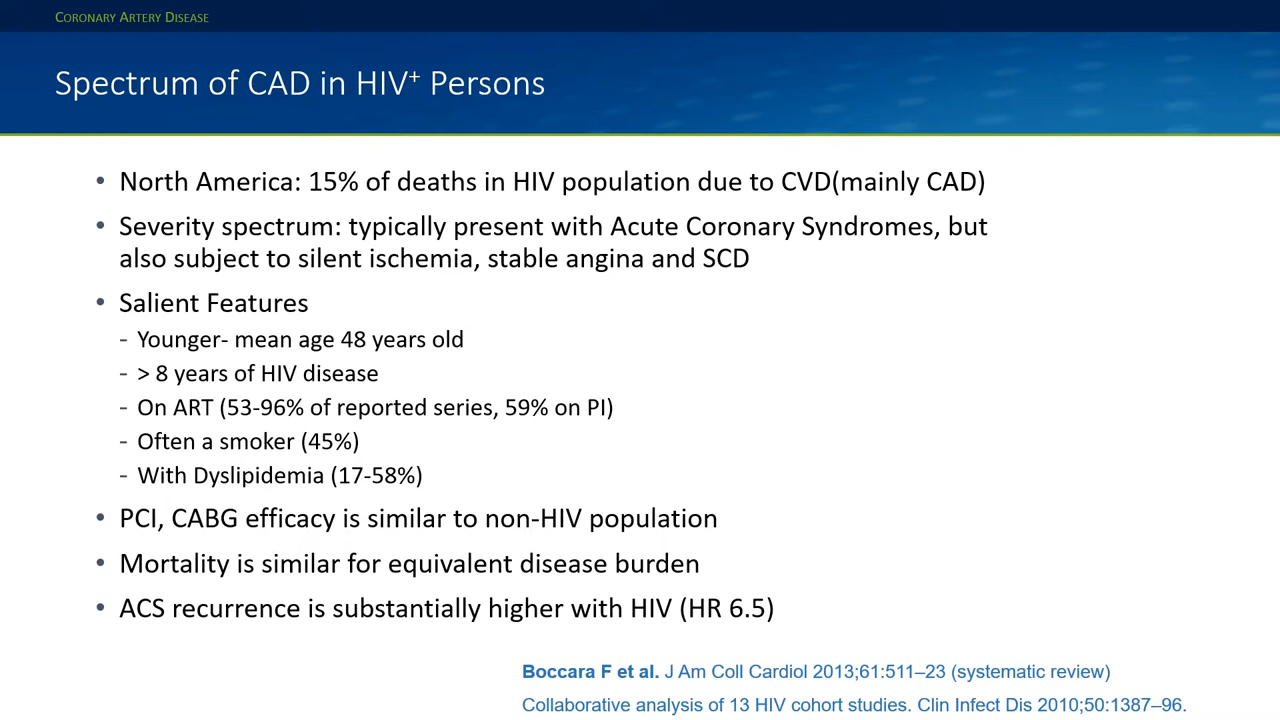 Coronary Artery Disease
Spectrum of CAD in HIV⁺ Persons
• North America: 15% of deaths in HIV population due to CVD(mainly CAD)
• Severity spectrum: typically present with Acute Coronary Syndromes, but
also subject to silent ischemia, stable angina and SCD
• Salient Features
- Younger- mean age 48 years old
- > 8 years of HIV disease
- On ART (53-96% of reported series, 59% on PI)
- Often a smoker (45%)
- With Dyslipidemia (17-58%)
• PCI, CABG efficacy is similar to non-HIV population
• Mortality is similar for equivalent disease burden
• ACS recurrence is substantially higher with HIV (HR 6.5)
Boccara F et al. J Am Coll Cardiol 2013;61:511–23 (systematic review)
Collaborative analysis of 13 HIV cohort studies. Clin Infect Dis 2010;50:1387–96.